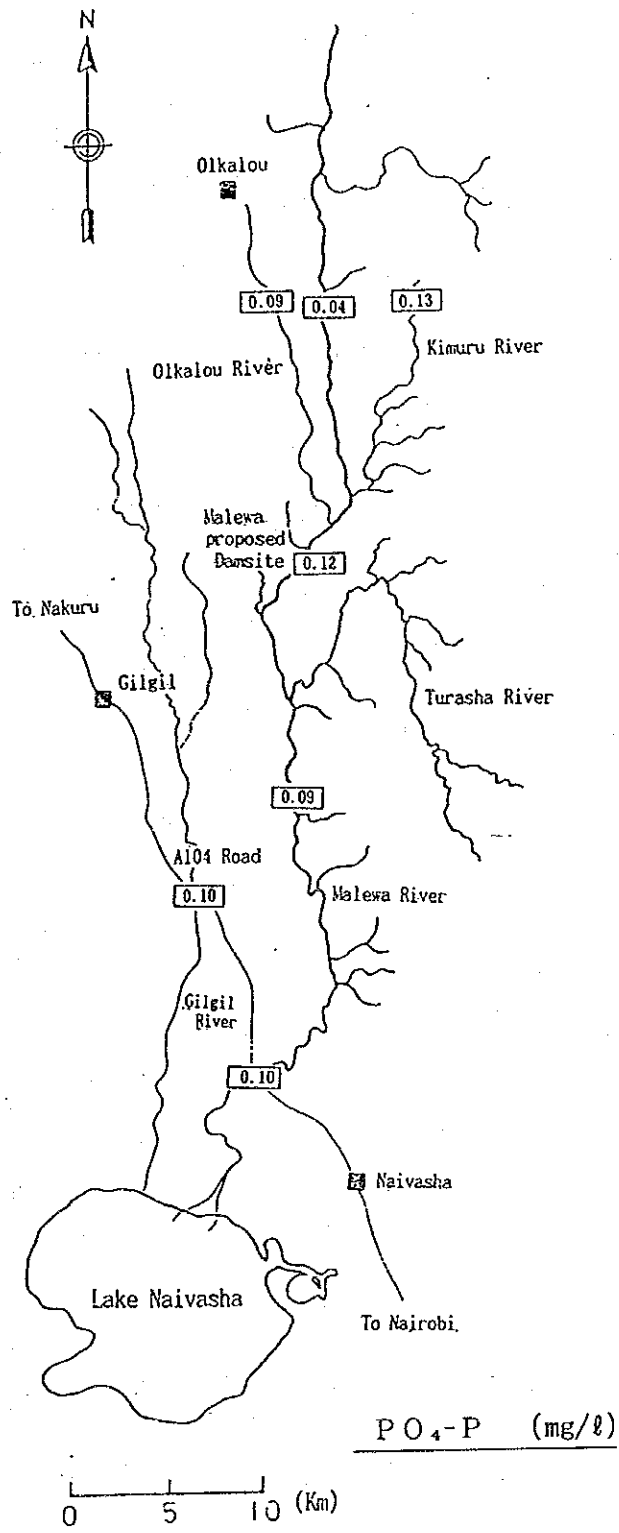 N
Olkalou
0.09
0.04
0.13
Kimuru River
Olkalou River
Malewa
proposed
Damsite
0.12
To Nakuru
Gilgil
Turasha River
0.09
A104 Road
0.10
Malewa River
Gilgil
River
0.10
Naivasha
Lake Naivasha
To Nairobi.
PO₄-P (mg/ℓ)
0 5 10 (Km)